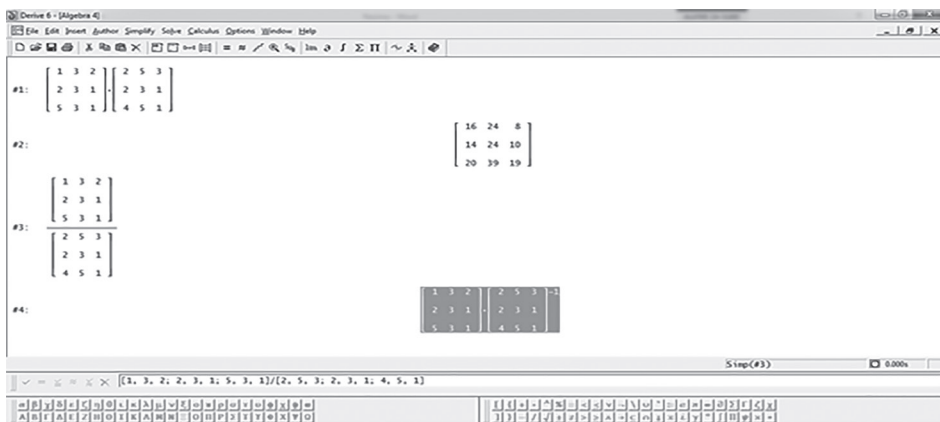 Derive 6 - [Algebra 4]
File Edit Insert Author Simplify Solve Calculus Options Window Help
#1: [ 1 3 2 ] [ 2 5 3 ]
[ 2 3 1 ] · [ 2 3 1 ]
[ 5 3 1 ] [ 4 5 1 ]
[ 16 24 8 ]
#2: [ 14 24 10 ]
[ 20 39 19 ]
[ 1 3 2 ]
[ 2 3 1 ]
[ 5 3 1 ]
#3:
[ 2 5 3 ]
[ 2 3 1 ]
[ 4 5 1 ]
[ 1 3 2 ] [ 2 5 3 ]-1
#4: [ 2 3 1 ] · [ 2 3 1 ]
[ 5 3 1 ] [ 4 5 1 ]
Simp(#3) 0.000s
[1, 3, 2; 2, 3, 1; 5, 3, 1]/[2, 5, 3; 2, 3, 1; 4, 5, 1]